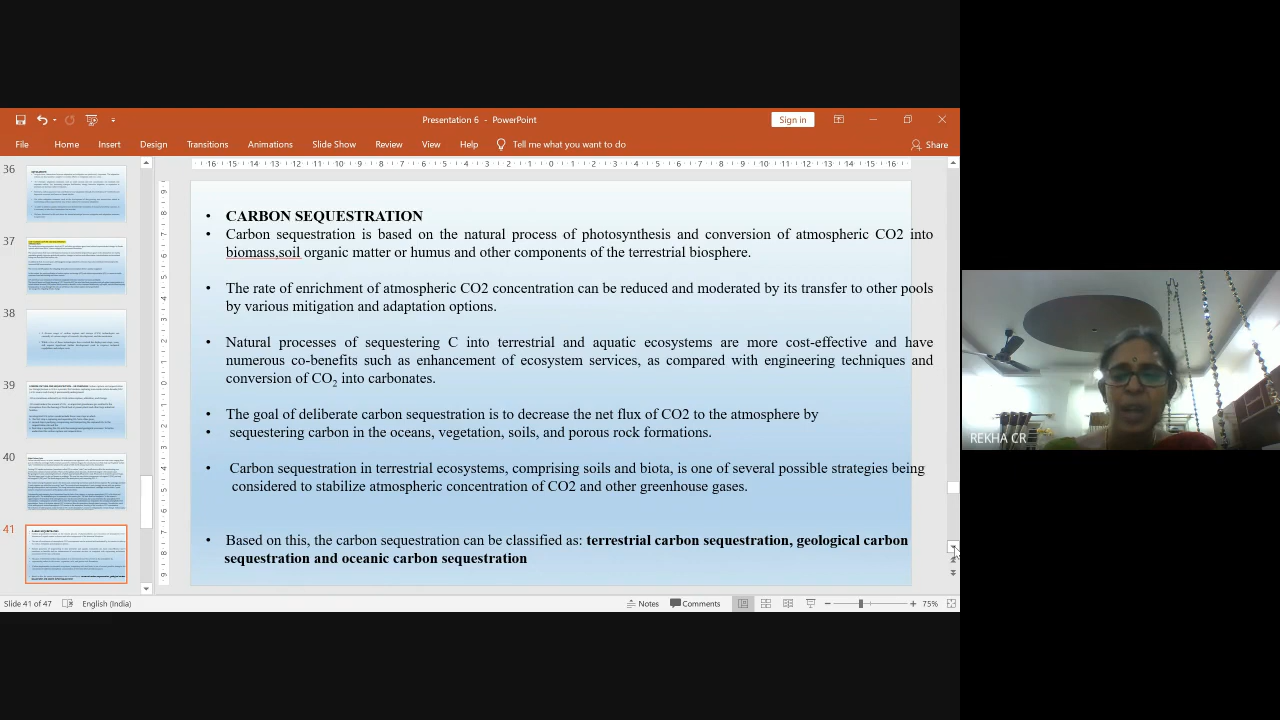 Presentation 6 - PowerPoint
Sign in
File Home Insert Design Transitions Animations Slide Show Review View Help Tell me what you want to do Share
36
37
38
39
40
41
• CARBON SEQUESTRATION
• Carbon sequestration is based on the natural process of photosynthesis and conversion of atmospheric CO2 into
biomass,soil organic matter or humus and other components of the terrestrial biosphere.
• The rate of enrichment of atmospheric CO2 concentration can be reduced and moderated by its transfer to other pools
by various mitigation and adaptation options.
• Natural processes of sequestering C into terrestrial and aquatic ecosystems are more cost-effective and have
numerous co-benefits such as enhancement of ecosystem services, as compared with engineering techniques and
conversion of CO2 into carbonates.
• The goal of deliberate carbon sequestration is to decrease the net flux of CO2 to the atmosphere by
• sequestering carbon in the oceans, vegetation, soils, and porous rock formations.
• Carbon sequestration in terrestrial ecosystems, comprising soils and biota, is one of several possible strategies being
considered to stabilize atmospheric concentration of CO2 and other greenhouse gas.
• Based on this the carbon sequestration can be classified as: terrestrial carbon sequestration, geological carbon
sequestration and oceanic carbon sequestration
REKHA CR
Slide 41 of 47 English (India) Notes Comments 75%